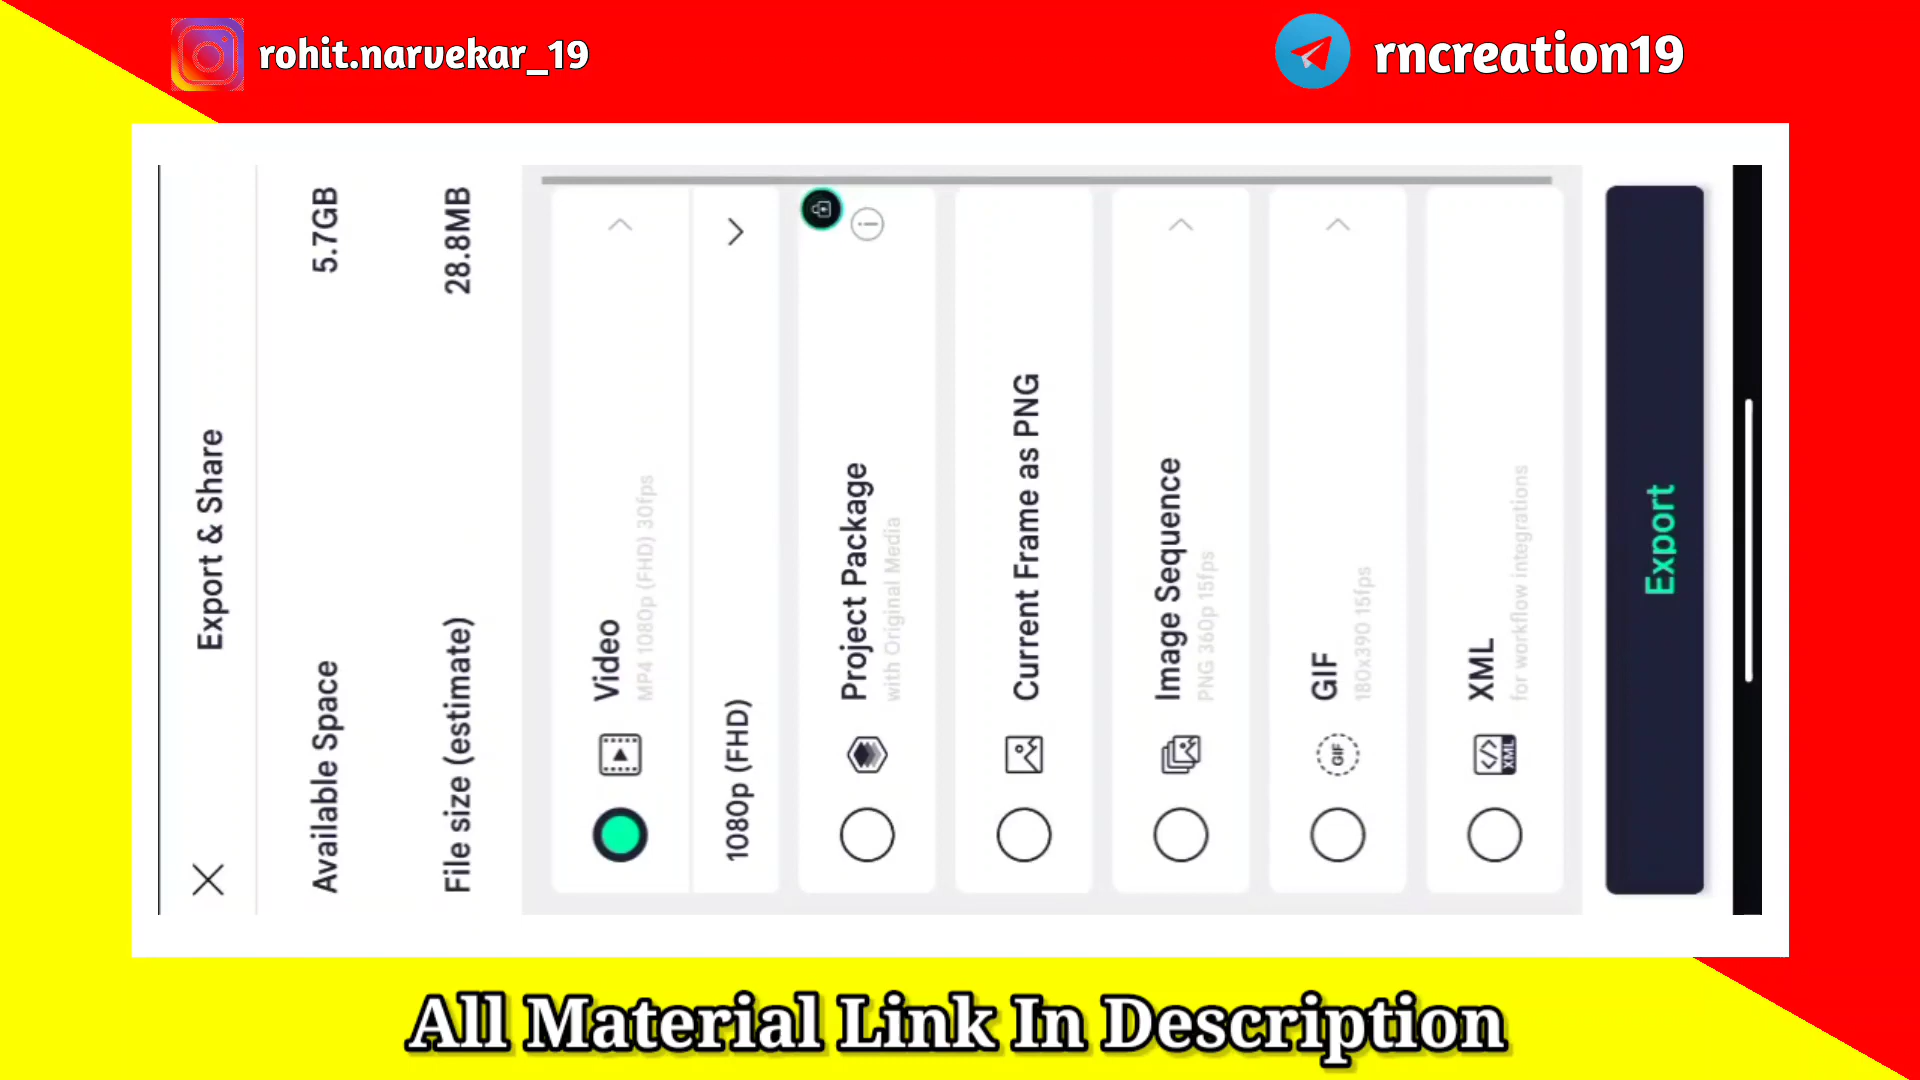 rohit.narvekar_19
rncreation19
Export & Share
Available Space 5.7GB
File size (estimate) 28.8MB
Video
MP4 1080p (FHD) 30fps
1080p (FHD)
Project Package
with Original Media
Current Frame as PNG
Image Sequence
PNG 360p 15fps
GIF
GIF
180x390 15fps
XML
XML
for workflow integrations
Export
All Material Link In Description